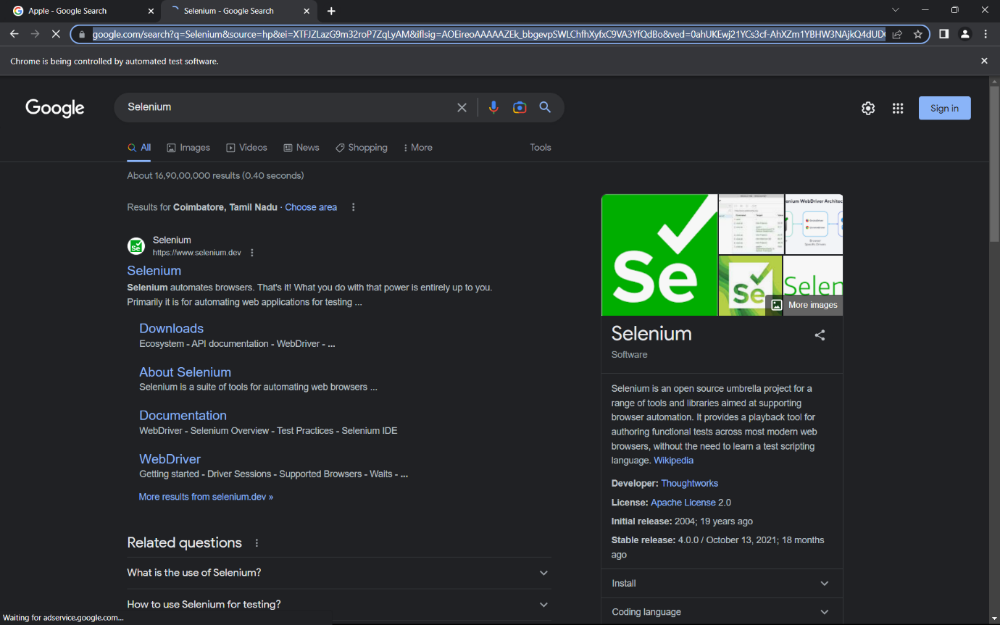 Apple - Google Search
Selenium - Google Search
google.com/search?q=Selenium&source=hp&ei=XTFJZLazG9m32roP7ZqLyAM&iflsig=AOEireoAAAAAZEk_bbgevpSWLChfhXyfxC9VA3YfQdBo&ved=0ahUKEwj21YCs3cf-AhXZm1YBHW3NAjkQ4dUD
Chrome is being controlled by automated test software.
Google
Selenium
Sign in
All
Images
Videos
News
Shopping
More
Tools
About 16,90,00,000 results (0.40 seconds)
Results for Coimbatore, Tamil Nadu · Choose area
Selenium
https://www.selenium.dev
Selenium
Selenium automates browsers. That's it! What you do with that power is entirely up to you.
Primarily it is for automating web applications for testing ...
Downloads
Ecosystem - API documentation - WebDriver - ...
About Selenium
Selenium is a suite of tools for automating web browsers ...
Documentation
WebDriver - Selenium Overview - Test Practices - Selenium IDE
WebDriver
Getting started - Driver Sessions - Supported Browsers - Waits - ...
More results from selenium.dev »
Related questions
What is the use of Selenium?
How to use Selenium for testing?
Se
enium WebDriver Architec
Se
Selen
More images
Selenium
Software
Selenium is an open source umbrella project for a
range of tools and libraries aimed at supporting
browser automation. It provides a playback tool for
authoring functional tests across most modern web
browsers, without the need to learn a test scripting
language. Wikipedia
Developer: Thoughtworks
License: Apache License 2.0
Initial release: 2004; 19 years ago
Stable release: 4.0.0 / October 13, 2021; 18 months
ago
Install
Coding language
Waiting for adservice.google.com...